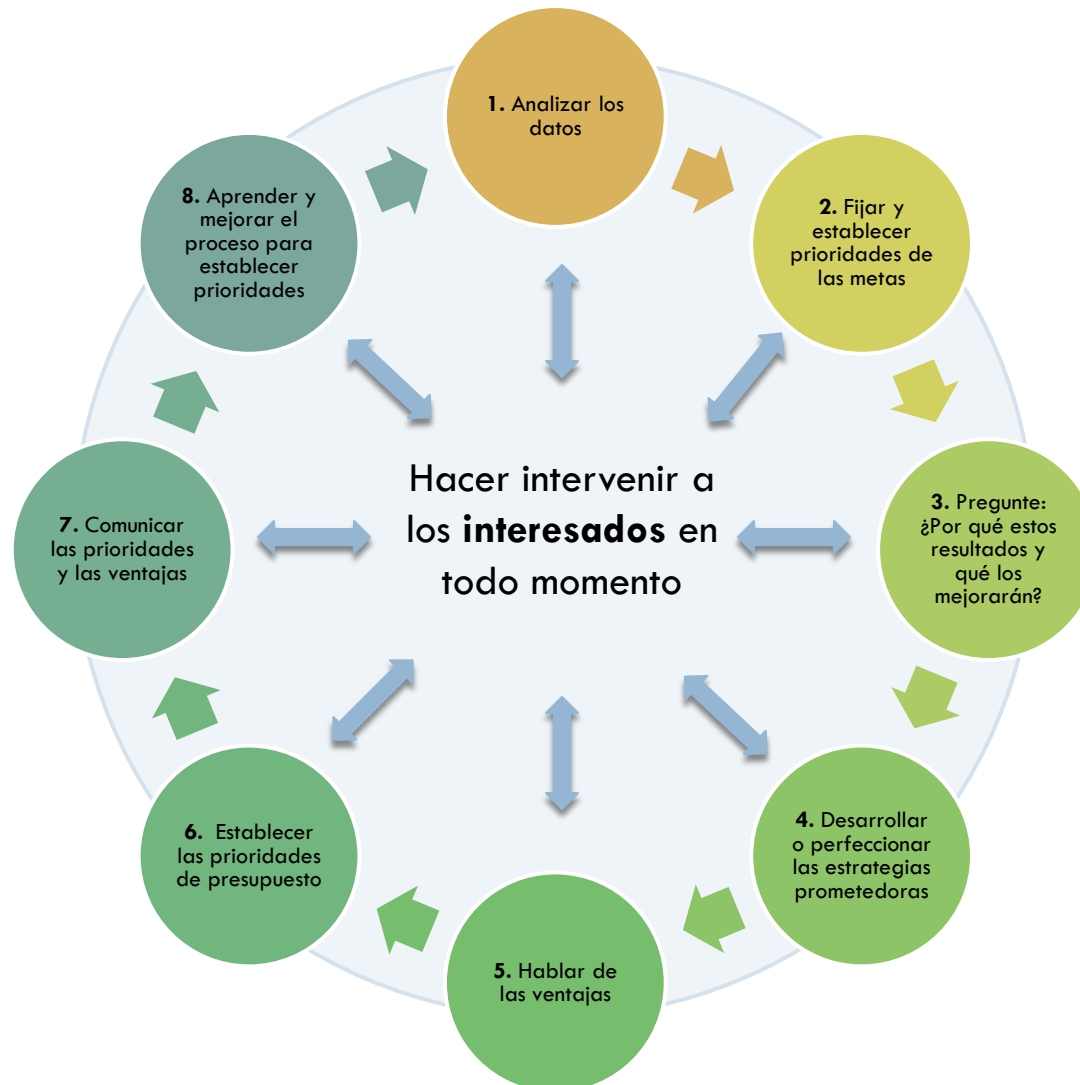 1. Analizar los
datos
2. Fijar y
establecer
prioridades de
las metas
3. Pregunte:
¿Por qué estos
resultados y
qué los
mejorarán?
4. Desarrollar
o perfeccionar
las estrategias
prometedoras
5. Hablar de
las ventajas
6. Establecer
las prioridades
de presupuesto
7. Comunicar
las prioridades
y las ventajas
8. Aprender y
mejorar el
proceso para
establecer
prioridades
Hacer intervenir a
los interesados en
todo momento